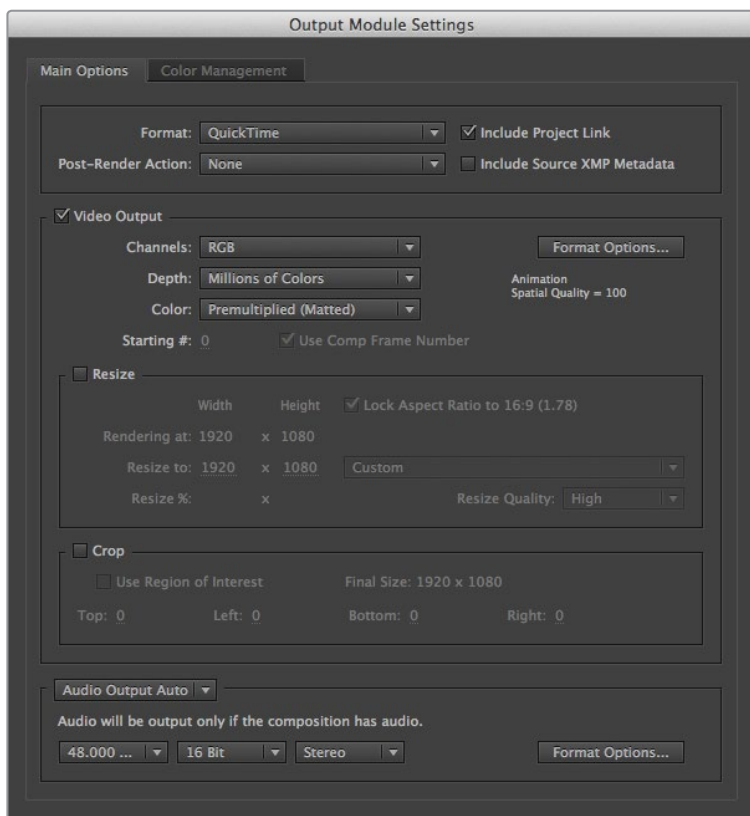 Output Module Settings
Main Options Color Management
Format: QuickTime Include Project Link
Post-Render Action: None Include Source XMP Metadata
Video Output
Channels: RGB Format Options...
Depth: Millions of Colors Animation
Spatial Quality = 100
Color: Premultiplied (Matted)
Starting #: 0 Use Comp Frame Number
Resize
Width Height Lock Aspect Ratio to 16:9 (1.78)
Rendering at: 1920 x 1080
Resize to: 1920 x 1080 Custom
Resize %: x Resize Quality: High
Crop
Use Region of Interest Final Size: 1920 x 1080
Top: 0 Left: 0 Bottom: 0 Right: 0
Audio Output Auto
Audio will be output only if the composition has audio.
48.000 ... 16 Bit Stereo Format Options...